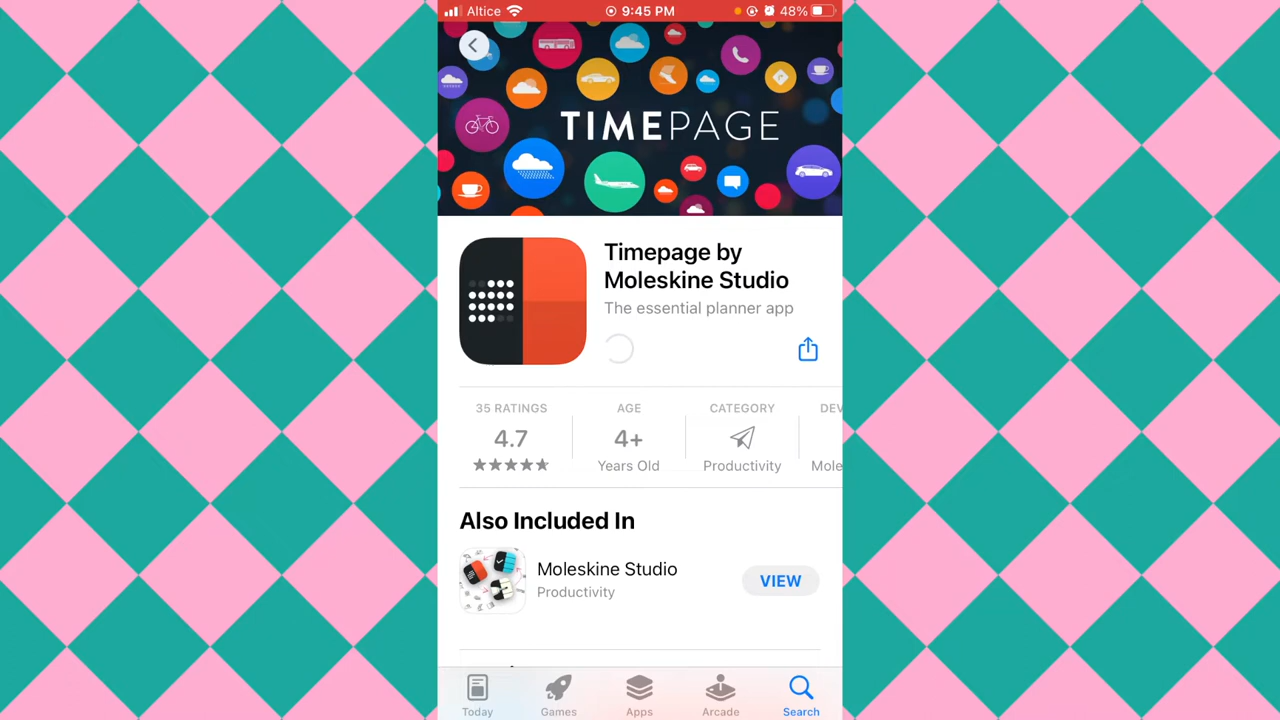 Altice 9:45 PM 48%
TIMEPAGE
Timepage by
Moleskine Studio
The essential planner app
35 RATINGS AGE CATEGORY DEV
4.7 4+
Years Old Productivity Mole
Also Included In
Moleskine Studio
Productivity
VIEW
Today Games Apps Arcade Search